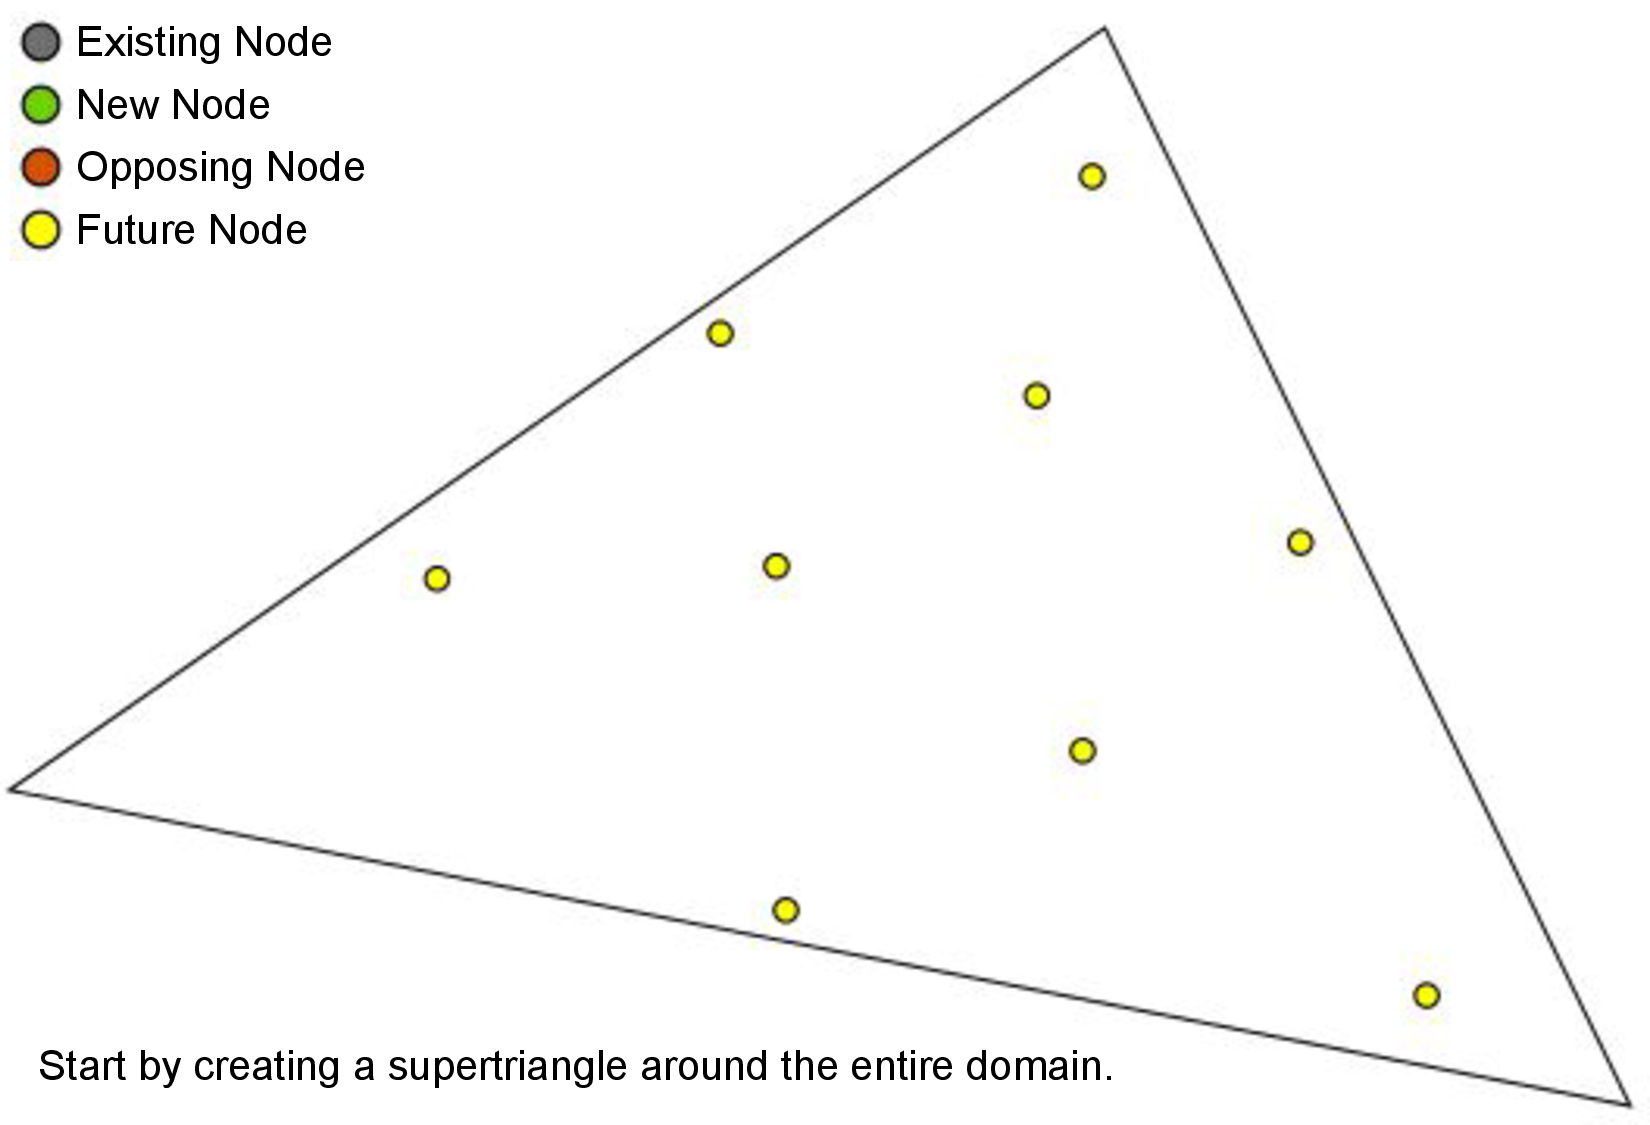 Existing Node
New Node
Opposing Node
Future Node
Start by creating a supertriangle around the entire domain.